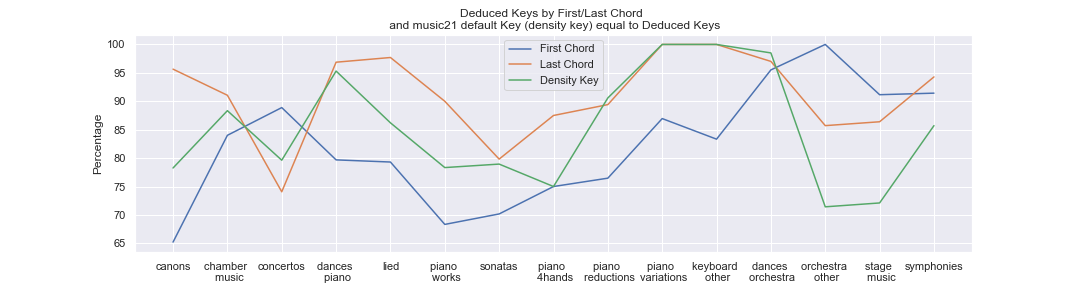 Deduced Keys by First/Last Chord
and music21 default Key (density key) equal to Deduced Keys
First Chord
Last Chord
Density Key
Percentage
100
95
90
85
80
75
70
65
canons
chamber
music
concertos
dances
piano
lied
piano
works
sonatas
piano
4hands
piano
reductions
piano
variations
keyboard
other
dances
orchestra
orchestra
other
stage
music
symphonies